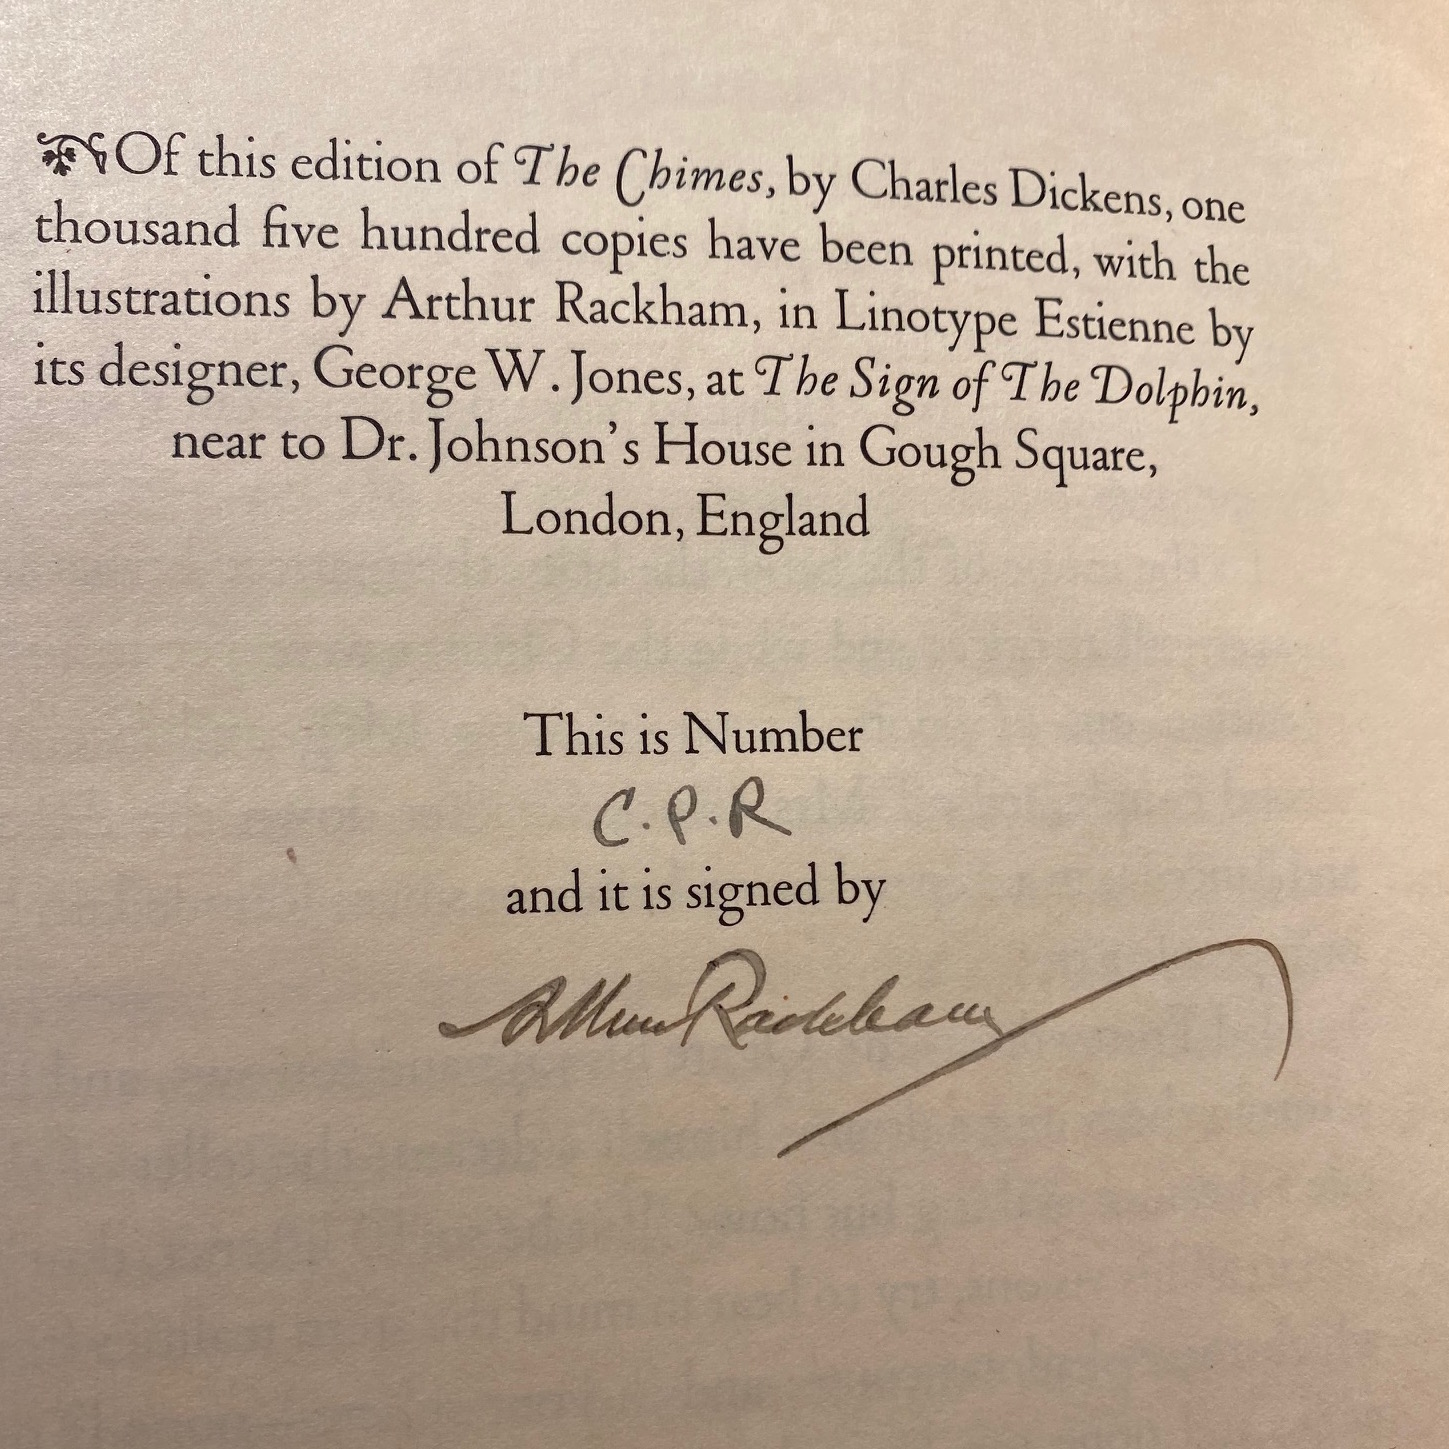 Of this edition of The Chimes, by Charles Dickens, one
thousand five hundred copies have been printed, with the
illustrations by Arthur Rackham, in Linotype Estienne by
its designer, George W. Jones, at The Sign of The Dolphin,
near to Dr. Johnson's House in Gough Square,
London, England
This is Number
C.P.R
and it is signed by
Arthur Rackham